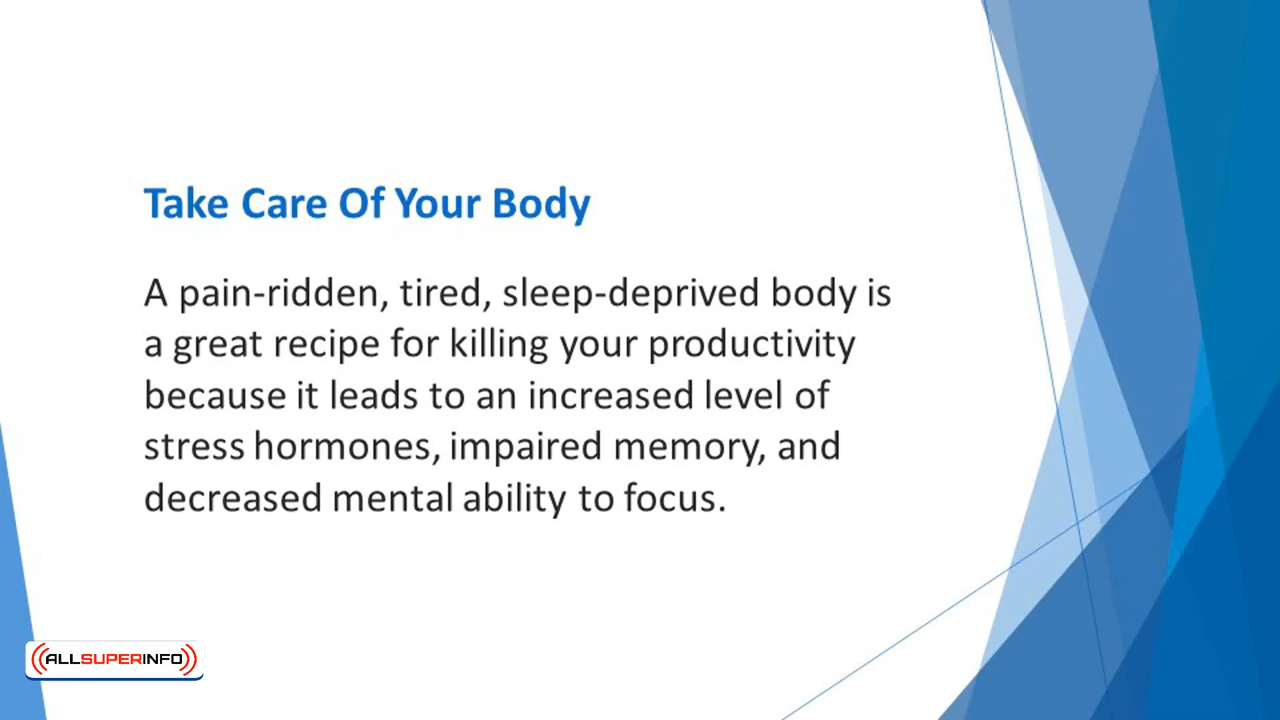 Take Care Of Your Body
A pain-ridden, tired, sleep-deprived body is
a great recipe for killing your productivity
because it leads to an increased level of
stress hormones, impaired memory, and
decreased mental ability to focus.
ALLSUPERINFO